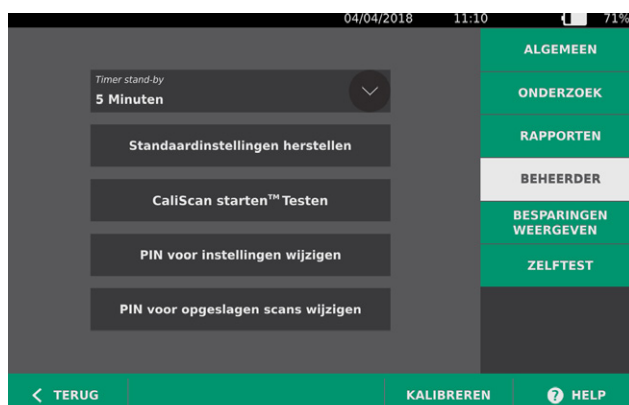 04/04/2018 11:10 71%
Timer stand-by
5 Minuten
Standaardinstellingen herstellen
CaliScan starten™ Testen
PIN voor instellingen wijzigen
PIN voor opgeslagen scans wijzigen
ALGEMEEN
ONDERZOEK
RAPPORTEN
BEHEERDER
BESPARINGEN
WEERGEVEN
ZELFTEST
TERUG
KALIBREREN
? HELP